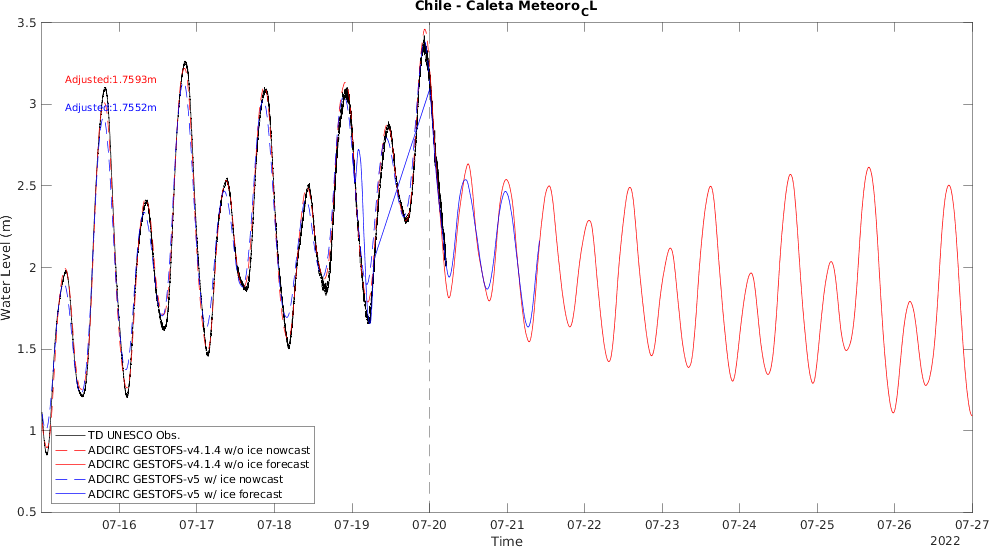 Chile - Caleta Meteoro_CL
3.5
3
2.5
2
1.5
1
0.5
Water Level (m)
Adjusted:1.7593m
Adjusted:1.7552m
TD UNESCO Obs.
ADCIRC GESTOFS-v4.1.4 w/o ice nowcast
ADCIRC GESTOFS-v4.1.4 w/o ice forecast
ADCIRC GESTOFS-v5 w/ ice nowcast
ADCIRC GESTOFS-v5 w/ ice forecast
07-16 07-17 07-18 07-19 07-20 07-21 07-22 07-23 07-24 07-25 07-26 07-27
Time
2022